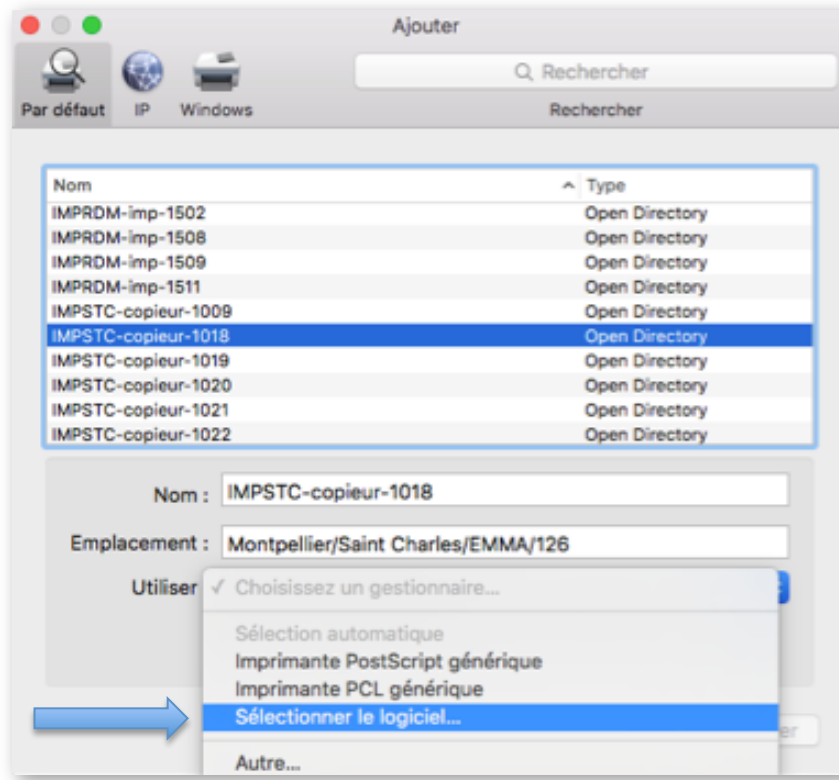 Ajouter
Rechercher
Par défaut IP Windows Rechercher
Nom Type
IMPRDM-imp-1502 Open Directory
IMPRDM-imp-1508 Open Directory
IMPRDM-imp-1509 Open Directory
IMPRDM-imp-1511 Open Directory
IMPSTC-copieur-1009 Open Directory
IMPSTC-copieur-1018 Open Directory
IMPSTC-copieur-1019 Open Directory
IMPSTC-copieur-1020 Open Directory
IMPSTC-copieur-1021 Open Directory
IMPSTC-copieur-1022 Open Directory
Nom : IMPSTC-copieur-1018
Emplacement : Montpellier/Saint Charles/EMMA/126
Utiliser ✓ Choisissez un gestionnaire...
Sélection automatique
Imprimante PostScript générique
Imprimante PCL générique
Sélectionner le logiciel...
er
Autre...